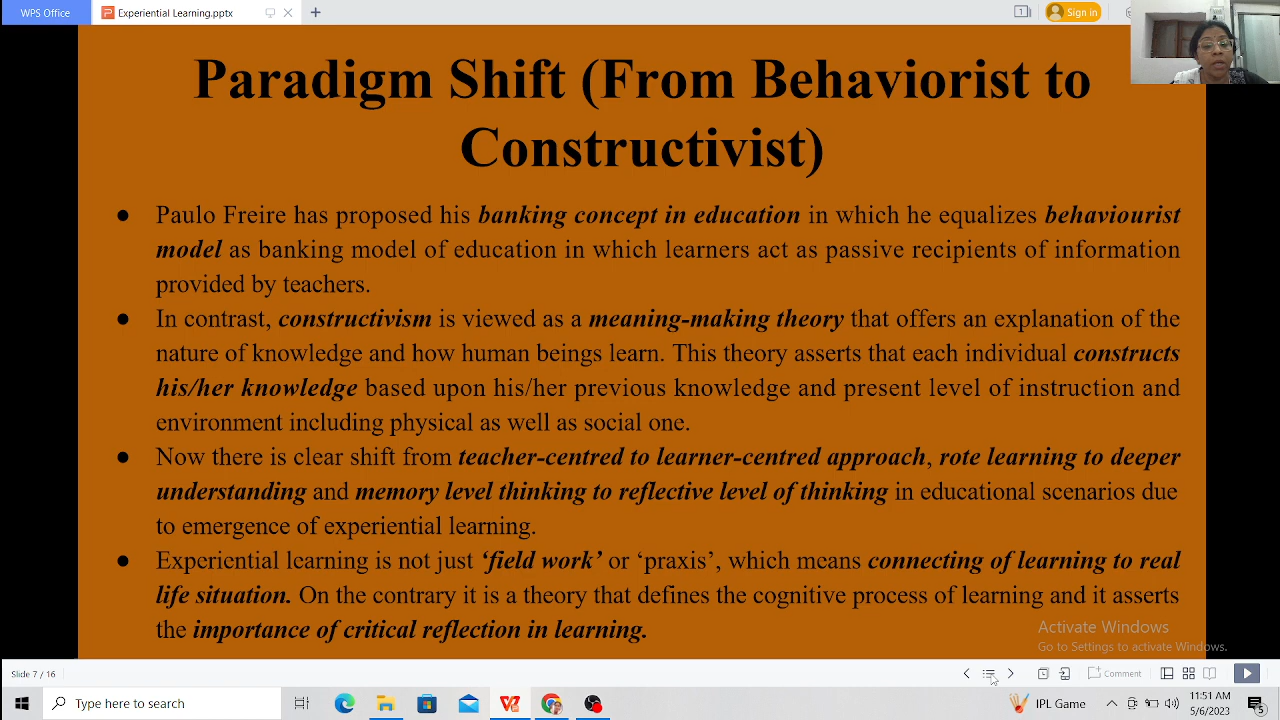 WPS Office
Experiential Learning.pptx
Sign in
Paradigm Shift (From Behaviorist to
Constructivist)
● Paulo Freire has proposed his banking concept in education in which he equalizes behaviourist
model as banking model of education in which learners act as passive recipients of information
provided by teachers.
● In contrast, constructivism is viewed as a meaning-making theory that offers an explanation of the
nature of knowledge and how human beings learn. This theory asserts that each individual constructs
his/her knowledge based upon his/her previous knowledge and present level of instruction and
environment including physical as well as social one.
● Now there is clear shift from teacher-centred to learner-centred approach, rote learning to deeper
understanding and memory level thinking to reflective level of thinking in educational scenarios due
to emergence of experiential learning.
● Experiential learning is not just ‘field work’ or ‘praxis’, which means connecting of learning to real
life situation. On the contrary it is a theory that defines the cognitive process of learning and it asserts
the importance of critical reflection in learning.
Activate Windows
Go to Settings to activate Windows.
Slide 7 / 16
Comment
Type here to search
IPL Game
11:51 AM
5/6/2023
5